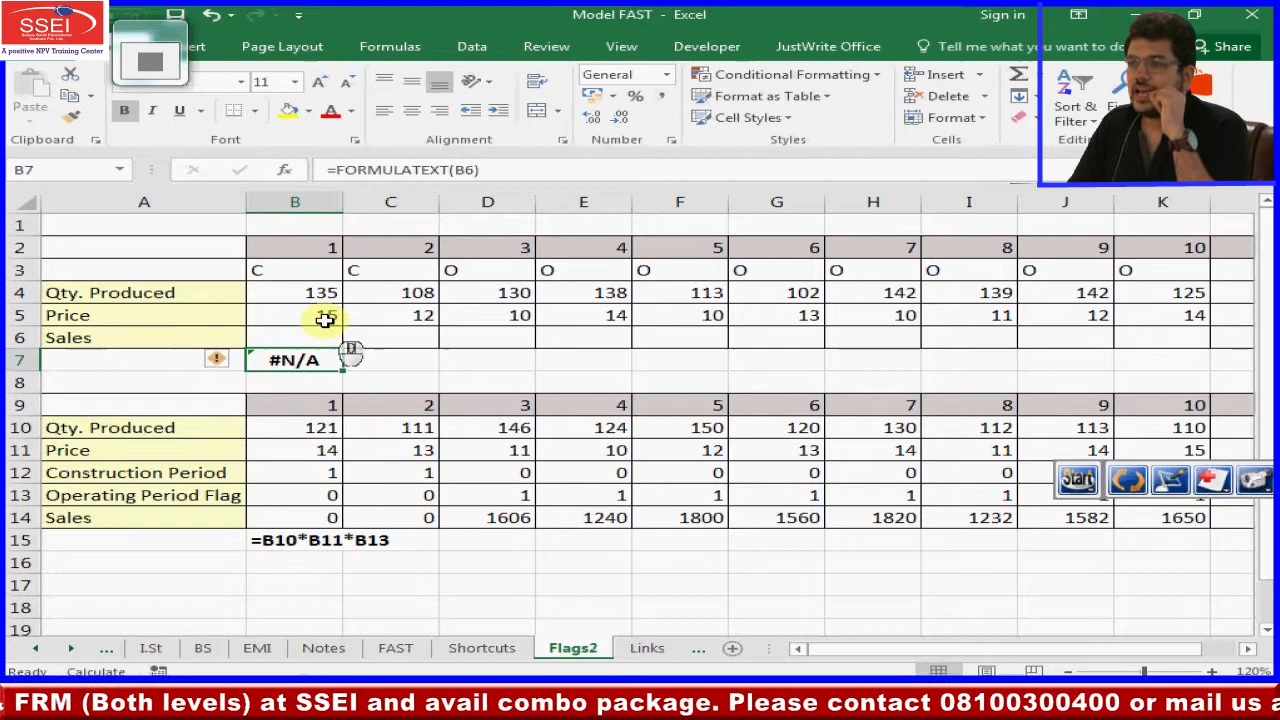 SSEI
A positive NPV Training Center
Model FAST - Excel
Sign in
Page Layout
Formulas
Data
Review
View
Developer
JustWrite Office
Tell me what you want to do
Share
Paste
11
A
A
General
Conditional Formatting
Insert
Format as Table
Delete
Sort &
Filter
B
I
U
A
%
Cell Styles
Format
Clipboard
Font
Alignment
Number
Styles
Cells
B7
fx
=FORMULATEXT(B6)
A B C D E F G H I J K
1
2 1 2 3 4 5 6 7 8 9 10
3 C C O O O O O O O O
4 Qty. Produced 135 108 130 138 113 102 142 139 142 125
5 Price 15 12 10 14 10 13 10 11 12 14
6 Sales
7 #N/A
8
9 1 2 3 4 5 6 7 8 9 10
10 Qty. Produced 121 111 146 124 150 120 130 112 113 110
11 Price 14 13 11 10 12 13 14 11 14 15
12 Construction Period 1 1 0 0 0 0 0 0
13 Operating Period Flag 0 0 1 1 1 1 1 1
14 Sales 0 0 1606 1240 1800 1560 1820 1232 1582 1650
15 =B10*B11*B13
16
17
18
19
Start
... I.St BS EMI Notes FAST Shortcuts Flags2 Links ...
Ready Calculate
120%
FRM (Both levels) at SSEI and avail combo package. Please contact 08100300400 or mail us a